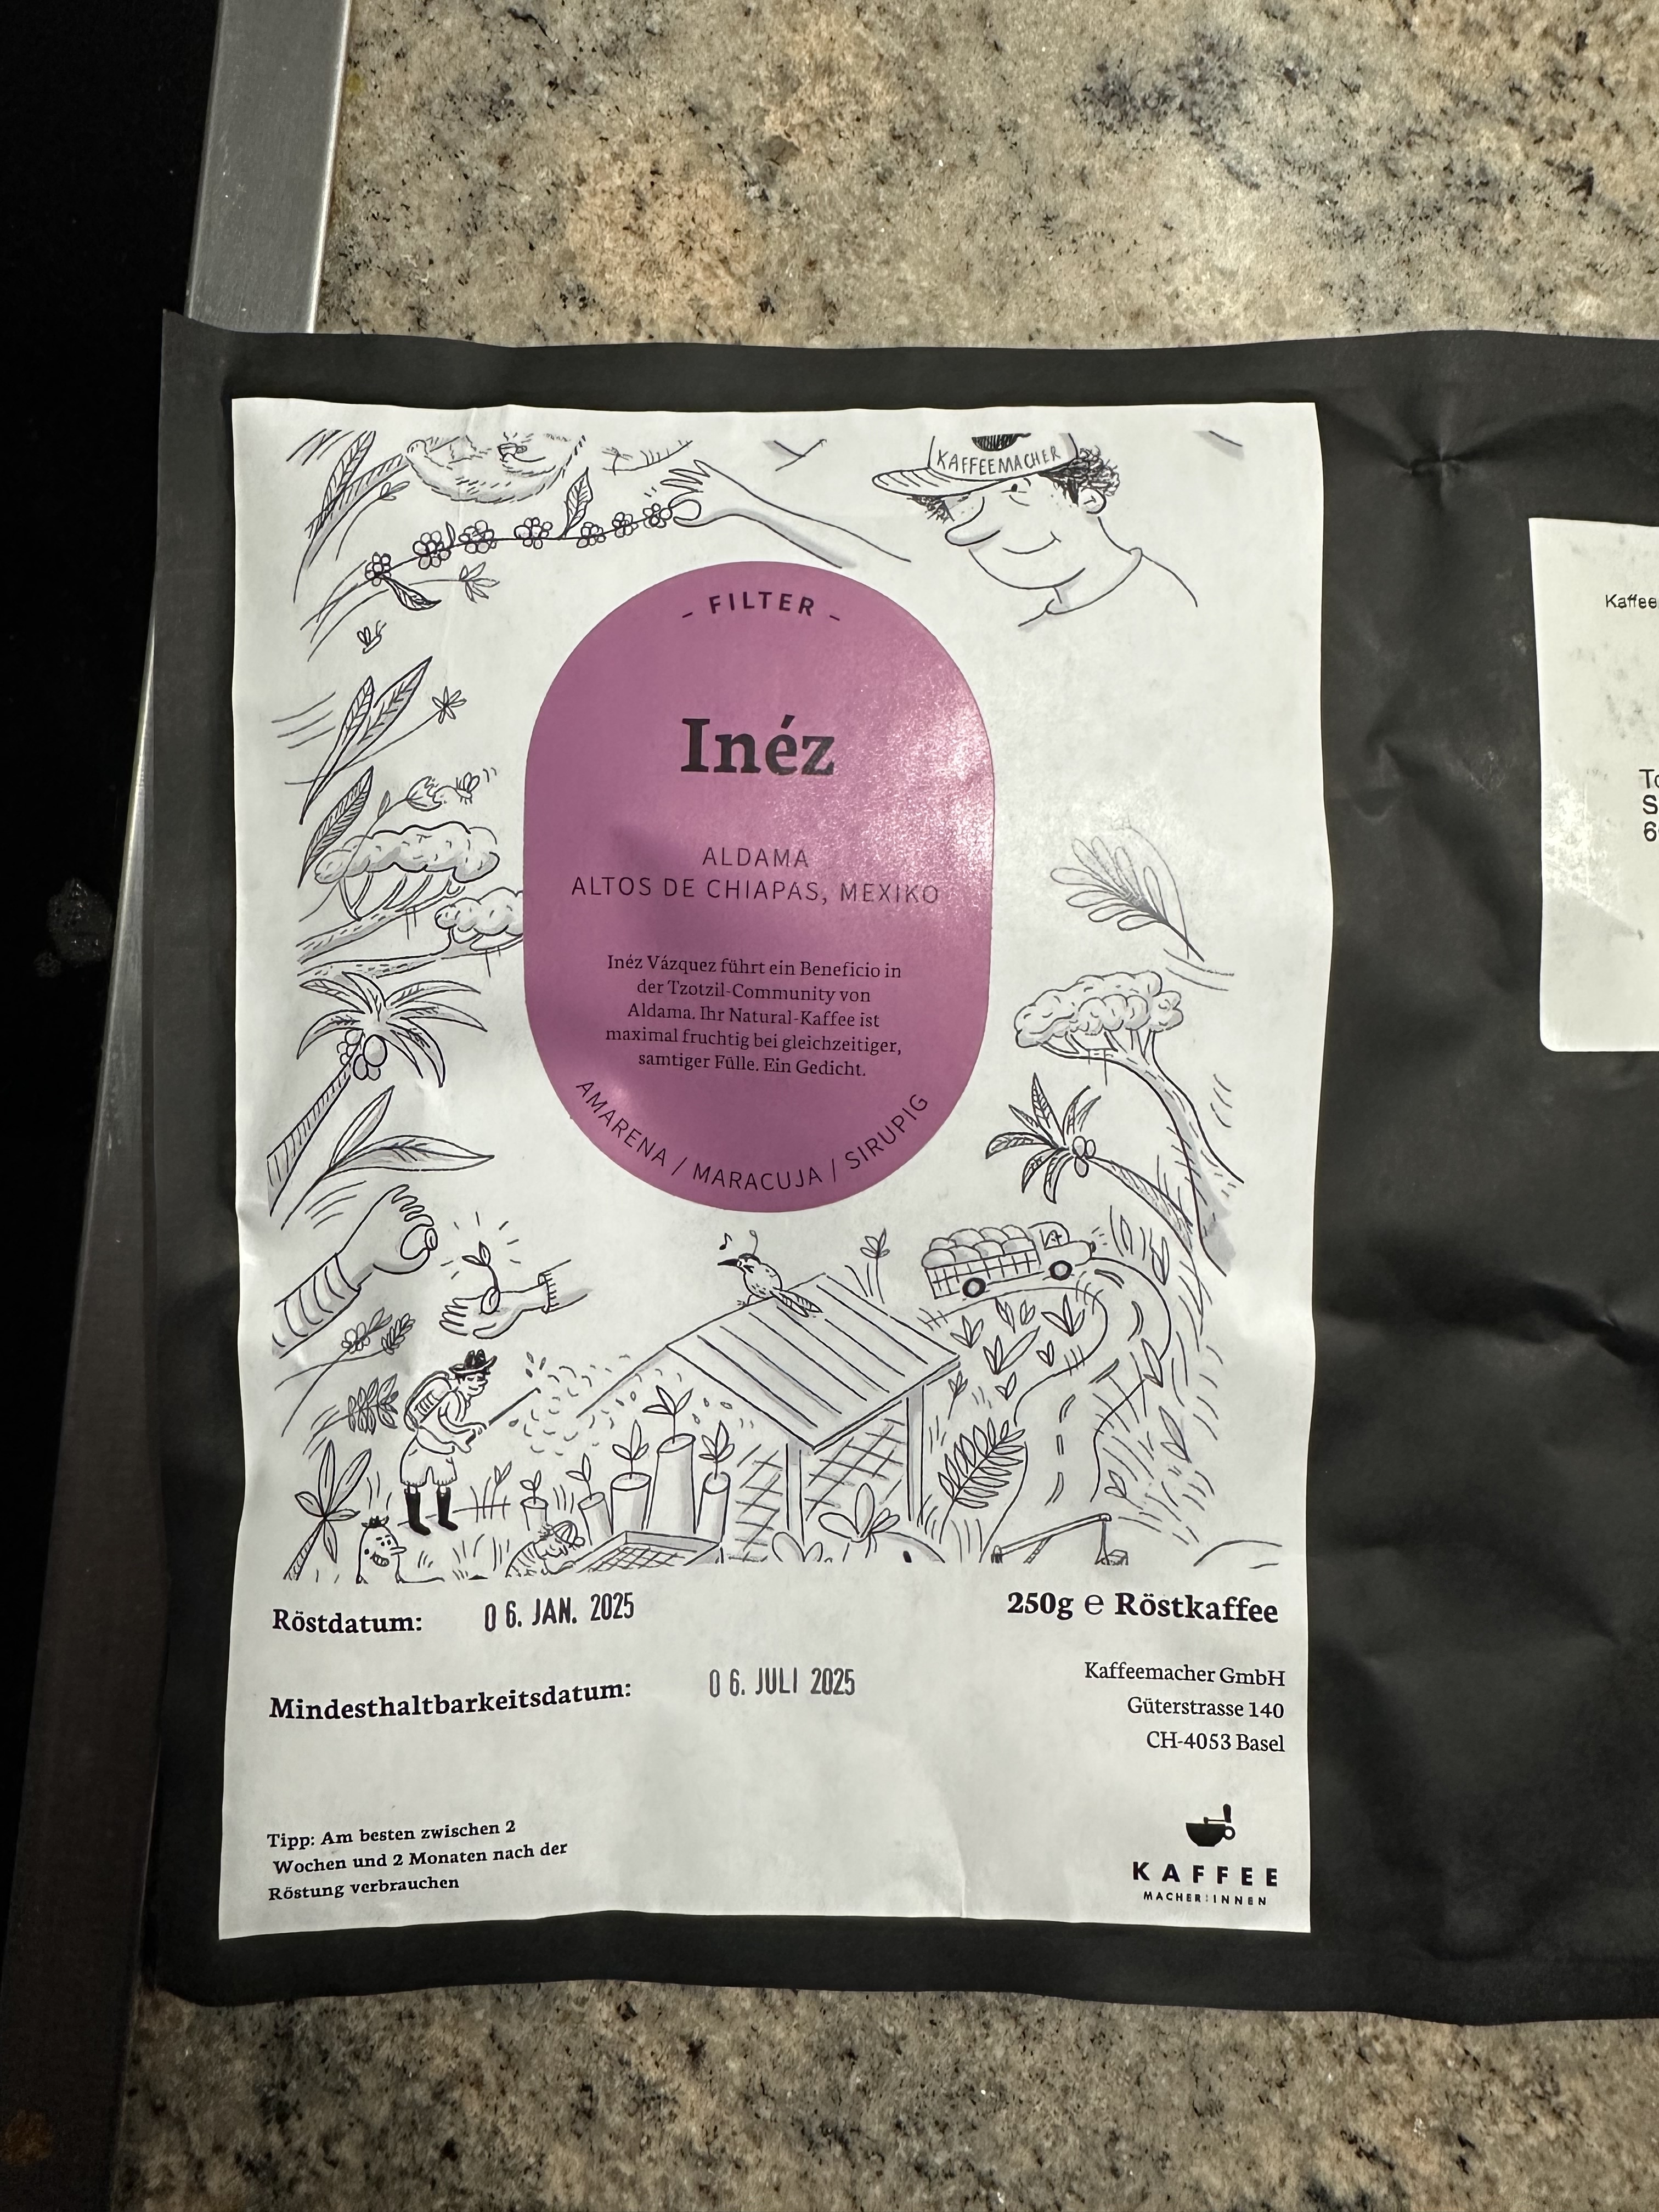 KAFFEEMACHER
- FILTER -
Inéz
ALDAMA
ALTOS DE CHIAPAS, MEXIKO
Inéz Vázquez führt ein Beneficio in
der Tzotzil-Community von
Aldama. Ihr Natural-Kaffee ist
maximal fruchtig bei gleichzeitiger,
samtiger Fülle. Ein Gedicht.
AMARENA / MARACUJA / SIRUPIG
Röstdatum: 06. JAN. 2025
Mindesthaltbarkeitsdatum: 06. JULI 2025
250g ℮ Röstkaffee
Kaffeemacher GmbH
Güterstrasse 140
CH-4053 Basel
Tipp: Am besten zwischen 2
Wochen und 2 Monaten nach der
Röstung verbrauchen
KAFFEE
MACHER:INNEN